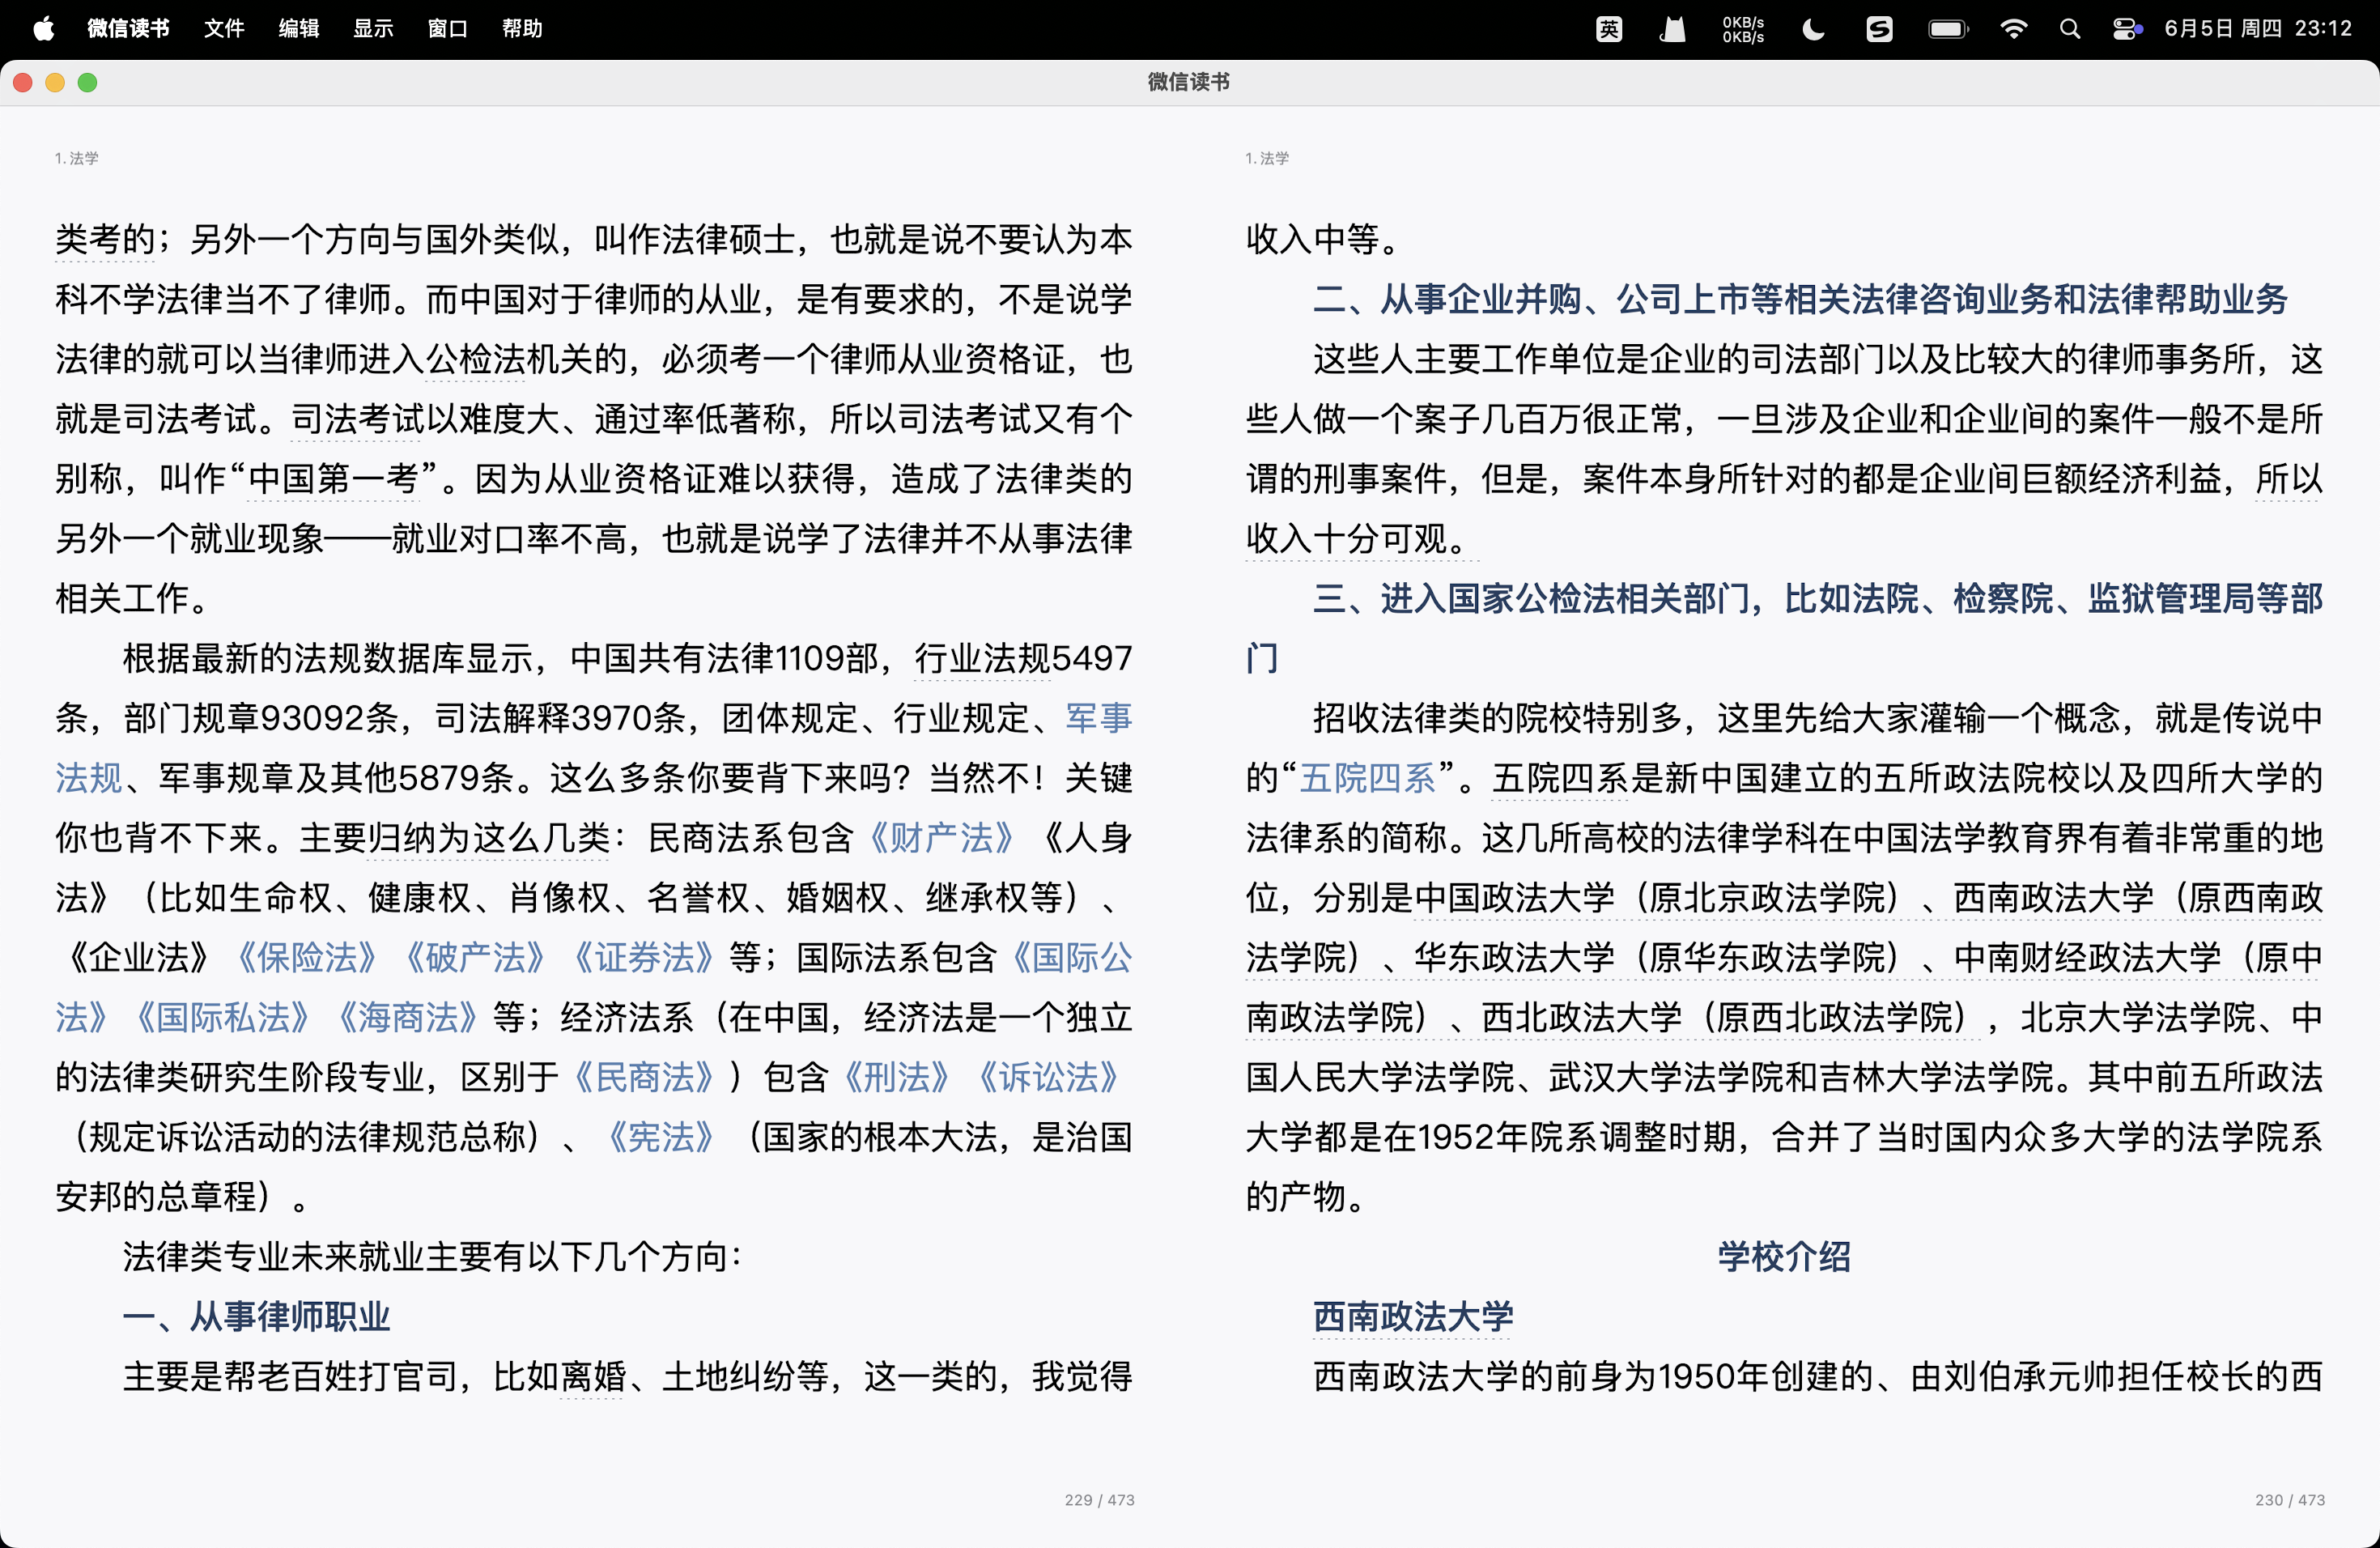 微信读书 文件 编辑 显示 窗口 帮助 英 0KB/s 0KB/s 6月5日 周四 23:12
微信读书
1. 法学
类考的；另外一个方向与国外类似，叫作法律硕士，也就是说不要认为本
科不学法律当不了律师。而中国对于律师的从业，是有要求的，不是说学
法律的就可以当律师进入公检法机关的，必须考一个律师从业资格证，也
就是司法考试。司法考试以难度大、通过率低著称，所以司法考试又有个
别称，叫作“中国第一考”。因为从业资格证难以获得，造成了法律类的
另外一个就业现象——就业对口率不高，也就是说学了法律并不从事法律
相关工作。
根据最新的法规数据库显示，中国共有法律1109部，行业法规5497
条，部门规章93092条，司法解释3970条，团体规定、行业规定、军事
法规、军事规章及其他5879条。这么多条你要背下来吗？当然不！关键
你也背不下来。主要归纳为这么几类：民商法系包含《财产法》《人身
法》（比如生命权、健康权、肖像权、名誉权、婚姻权、继承权等）、
《企业法》《保险法》《破产法》《证券法》等；国际法系包含《国际公
法》《国际私法》《海商法》等；经济法系（在中国，经济法是一个独立
的法律类研究生阶段专业，区别于《民商法》）包含《刑法》《诉讼法》
（规定诉讼活动的法律规范总称）、《宪法》（国家的根本大法，是治国
安邦的总章程）。
法律类专业未来就业主要有以下几个方向：
一、从事律师职业
主要是帮老百姓打官司，比如离婚、土地纠纷等，这一类的，我觉得
229 / 473
1. 法学
收入中等。
二、从事企业并购、公司上市等相关法律咨询业务和法律帮助业务
这些人主要工作单位是企业的司法部门以及比较大的律师事务所，这
些人做一个案子几百万很正常，一旦涉及企业和企业间的案件一般不是所
谓的刑事案件，但是，案件本身所针对的都是企业间巨额经济利益，所以
收入十分可观。
三、进入国家公检法相关部门，比如法院、检察院、监狱管理局等部
门
招收法律类的院校特别多，这里先给大家灌输一个概念，就是传说中
的“五院四系”。五院四系是新中国建立的五所政法院校以及四所大学的
法律系的简称。这几所高校的法律学科在中国法学教育界有着非常重的地
位，分别是中国政法大学（原北京政法学院）、西南政法大学（原西南政
法学院）、华东政法大学（原华东政法学院）、中南财经政法大学（原中
南政法学院）、西北政法大学（原西北政法学院），北京大学法学院、中
国人民大学法学院、武汉大学法学院和吉林大学法学院。其中前五所政法
大学都是在1952年院系调整时期，合并了当时国内众多大学的法学院系
的产物。
学校介绍
西南政法大学
西南政法大学的前身为1950年创建的、由刘伯承元帅担任校长的西
230 / 473